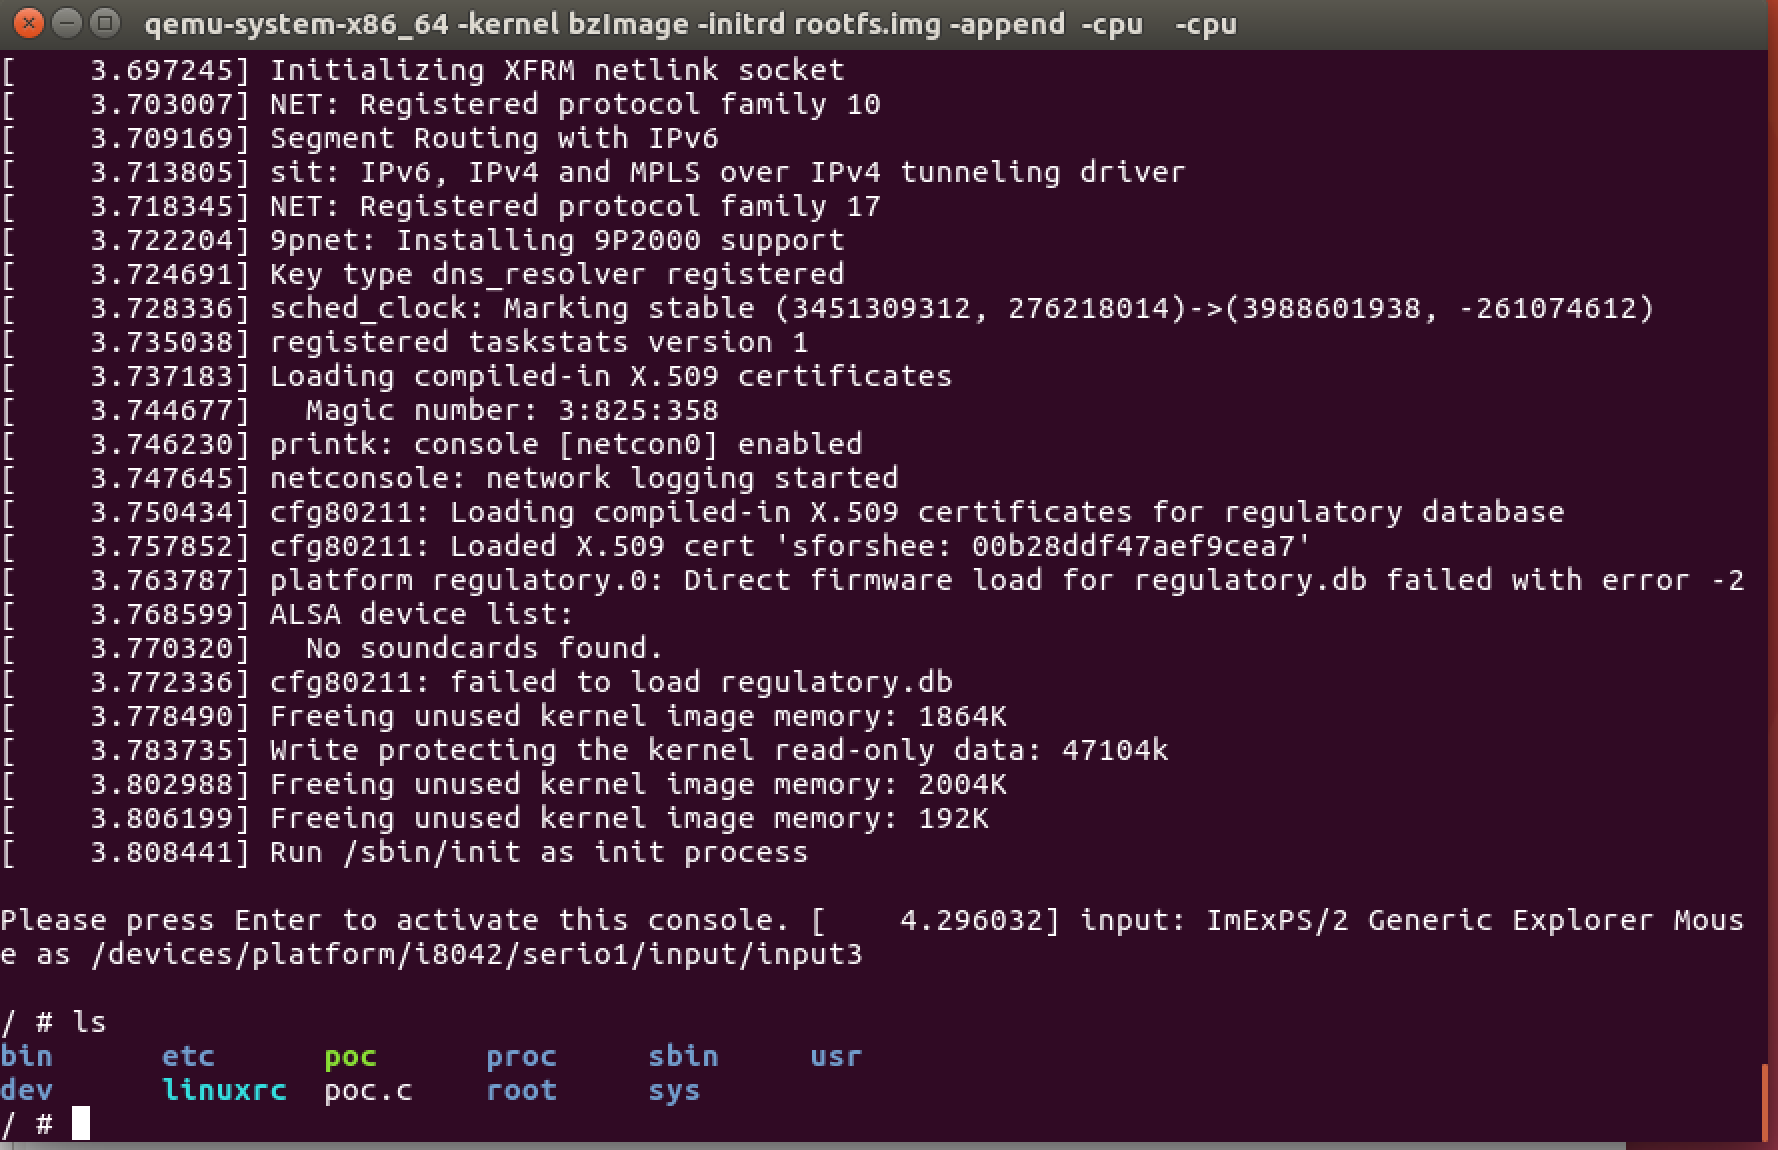 qemu-system-x86_64 -kernel bzImage -initrd rootfs.img -append  -cpu    -cpu
[    3.697245] Initializing XFRM netlink socket
[    3.703007] NET: Registered protocol family 10
[    3.709169] Segment Routing with IPv6
[    3.713805] sit: IPv6, IPv4 and MPLS over IPv4 tunneling driver
[    3.718345] NET: Registered protocol family 17
[    3.722204] 9pnet: Installing 9P2000 support
[    3.724691] Key type dns_resolver registered
[    3.728336] sched_clock: Marking stable (3451309312, 276218014)->(3988601938, -261074612)
[    3.735038] registered taskstats version 1
[    3.737183] Loading compiled-in X.509 certificates
[    3.744677]   Magic number: 3:825:358
[    3.746230] printk: console [netcon0] enabled
[    3.747645] netconsole: network logging started
[    3.750434] cfg80211: Loading compiled-in X.509 certificates for regulatory database
[    3.757852] cfg80211: Loaded X.509 cert 'sforshee: 00b28ddf47aef9cea7'
[    3.763787] platform regulatory.0: Direct firmware load for regulatory.db failed with error -2
[    3.768599] ALSA device list:
[    3.770320]   No soundcards found.
[    3.772336] cfg80211: failed to load regulatory.db
[    3.778490] Freeing unused kernel image memory: 1864K
[    3.783735] Write protecting the kernel read-only data: 47104k
[    3.802988] Freeing unused kernel image memory: 2004K
[    3.806199] Freeing unused kernel image memory: 192K
[    3.808441] Run /sbin/init as init process
Please press Enter to activate this console. [    4.296032] input: ImExPS/2 Generic Explorer Mous
e as /devices/platform/i8042/serio1/input/input3
/ # ls
bin      etc      poc      proc     sbin     usr
dev      linuxrc  poc.c    root     sys
/ #